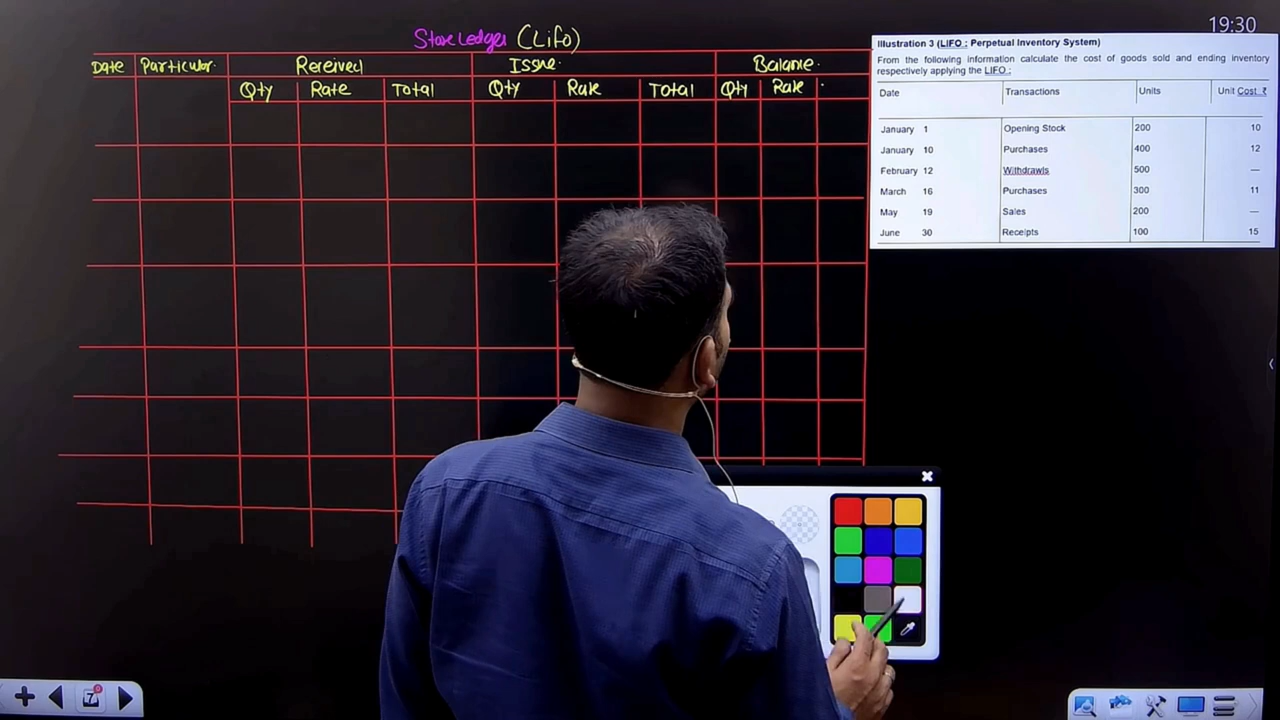 19:30
Store Ledger (Lifo)
Date Particular Received Issue Balance
Qty Rate Total Qty Rate Total Qty Rate
Illustration 3 (LIFO : Perpetual Inventory System)
From the following information calculate the cost of goods sold and ending inventory
respectively applying the LIFO :
Date Transactions Units Unit Cost ₹
January 1 Opening Stock 200 10
January 10 Purchases 400 12
February 12 Withdrawls 500 —
March 16 Purchases 300 11
May 19 Sales 200 —
June 30 Receipts 100 15
7